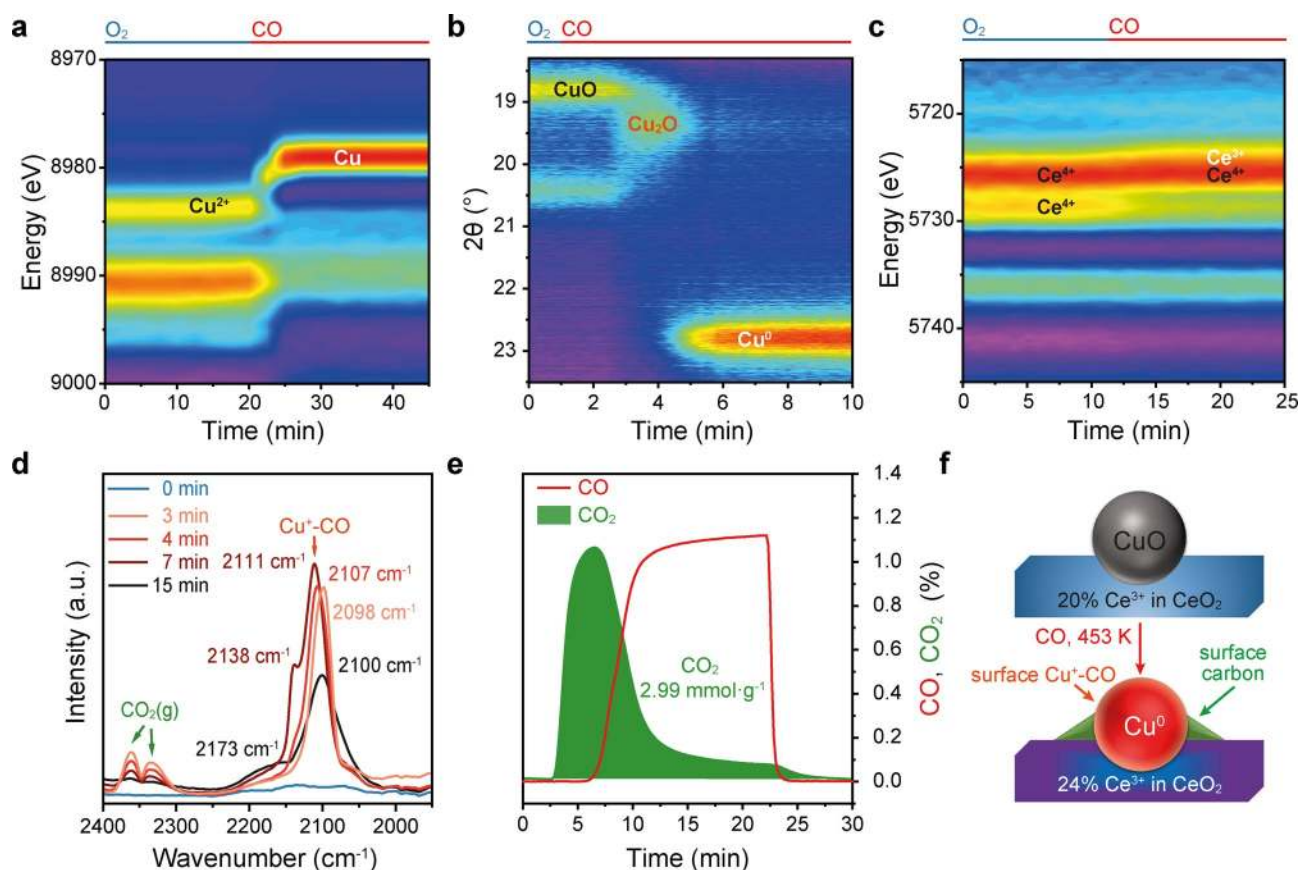 a
O₂
CO
8970
8980
8990
9000
Energy (eV)
Cu²⁺
Cu
0
10
20
30
40
Time (min)
b
O₂
CO
19
20
21
22
23
2θ (°)
CuO
Cu₂O
Cu⁰
0
2
4
6
8
10
Time (min)
c
O₂
CO
5720
5730
5740
Energy (eV)
Ce⁴⁺
Ce⁴⁺
Ce³⁺
Ce⁴⁺
0
5
10
15
20
25
Time (min)
d
0 min
3 min
4 min
7 min
15 min
Cu⁺-CO
2111 cm⁻¹
2107 cm⁻¹
2098 cm⁻¹
2138 cm⁻¹
2100 cm⁻¹
CO₂(g)
2173 cm⁻¹
Intensity (a.u.)
2400
2300
2200
2100
2000
Wavenumber (cm⁻¹)
e
CO
CO₂
CO₂
2.99 mmol·g⁻¹
1.4
1.2
1.0
0.8
0.6
0.4
0.2
0.0
CO, CO₂ (%)
0
5
10
15
20
25
30
Time (min)
f
CuO
20% Ce³⁺ in CeO₂
CO, 453 K
surface Cu⁺-CO
surface
carbon
Cu⁰
24% Ce³⁺ in CeO₂